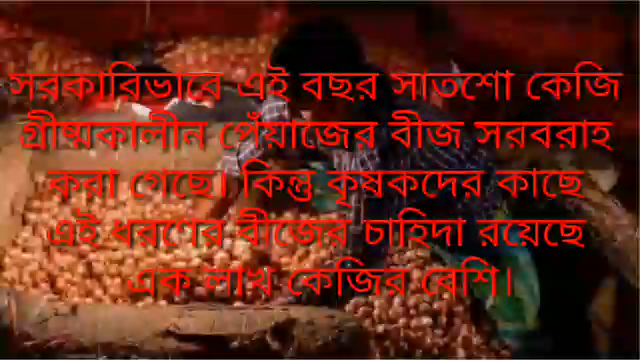 সরকারিভাবে এই বছর সাতশো কেজি
গ্রীষ্মকালীন পেঁয়াজের বীজ সরবরাহ
করা গেছে। কিন্তু কৃষকদের কাছে
এই ধরণের বীজের চাহিদা রয়েছে
এক লাখ কেজির বেশি।